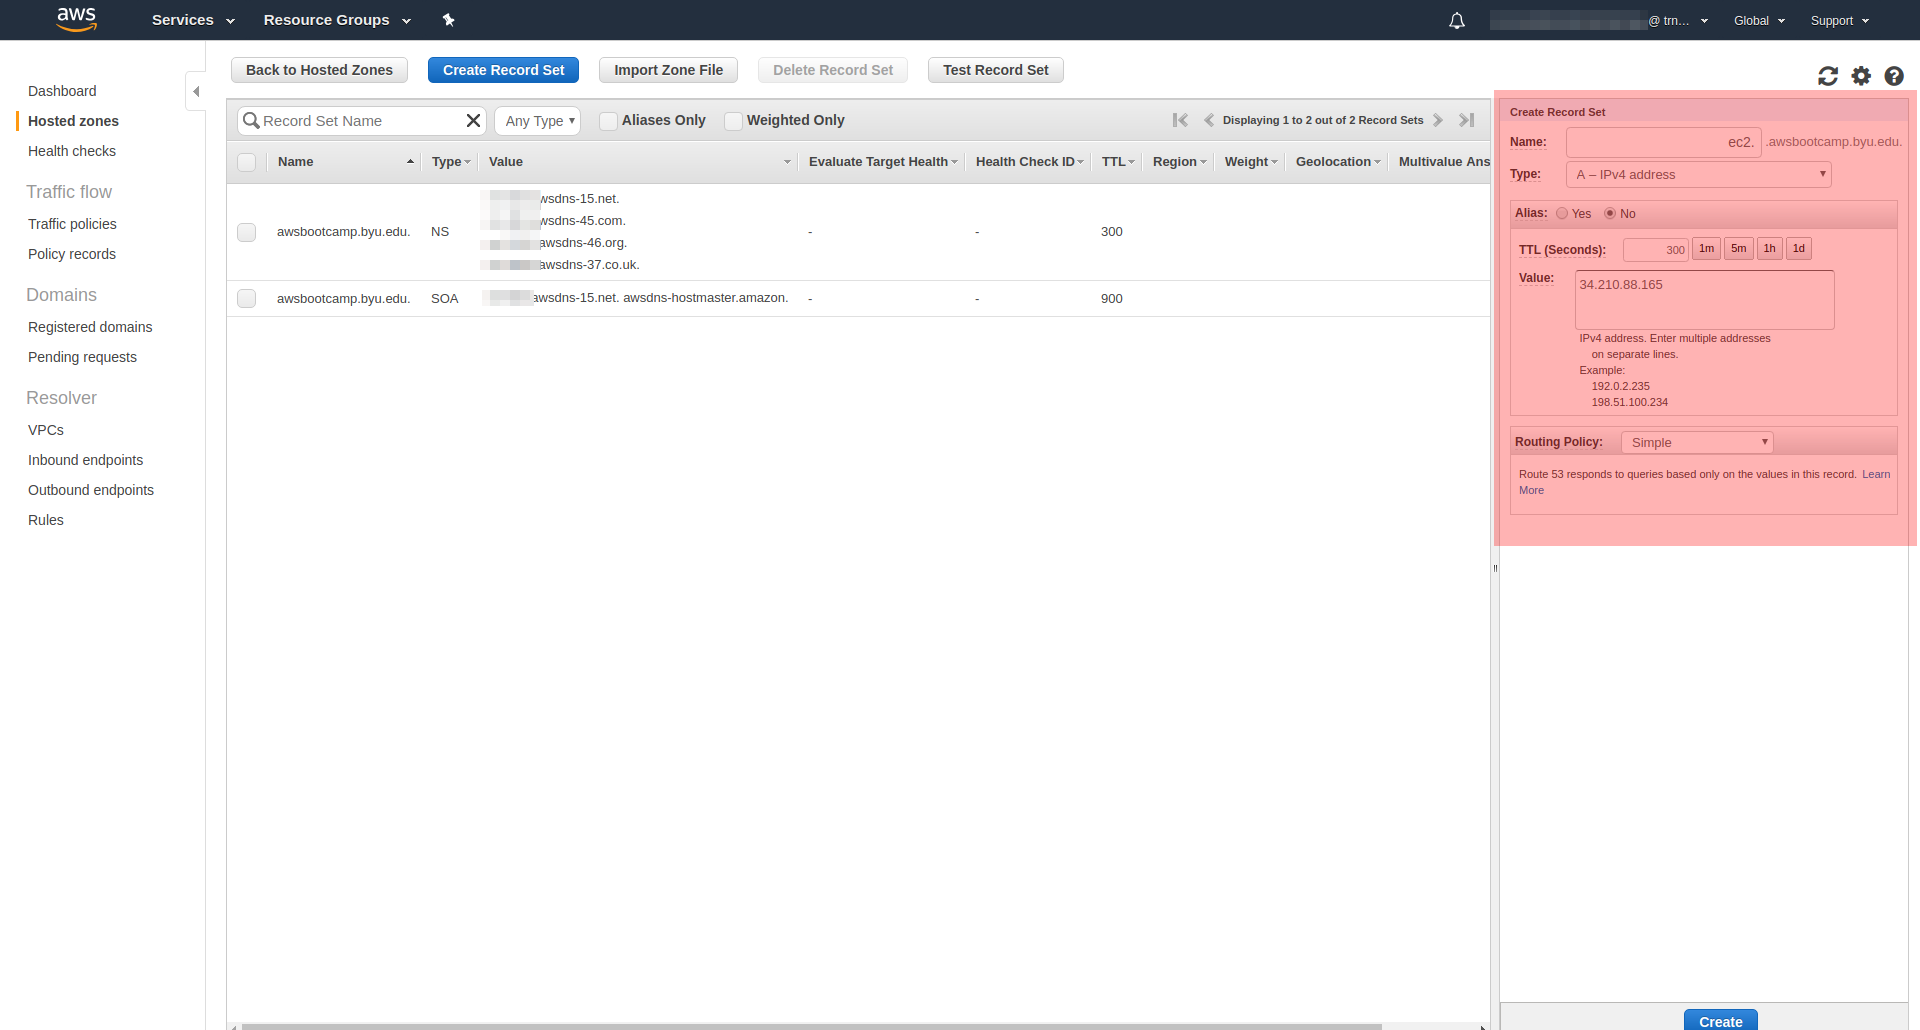 aws Services Resource Groups @ trn... Global Support
Back to Hosted Zones Create Record Set Import Zone File Delete Record Set Test Record Set
Dashboard
Hosted zones
Health checks
Traffic flow
Traffic policies
Policy records
Domains
Registered domains
Pending requests
Resolver
VPCs
Inbound endpoints
Outbound endpoints
Rules
Record Set Name Any Type Aliases Only Weighted Only Displaying 1 to 2 out of 2 Record Sets
Name Type Value Evaluate Target Health Health Check ID TTL Region Weight Geolocation Multivalue Ans
awsbootcamp.byu.edu. NS
awsdns-15.net.
awsdns-45.com.
awsdns-46.org.
awsdns-37.co.uk.
- - 300
awsbootcamp.byu.edu. SOA awsdns-15.net. awsdns-hostmaster.amazon. - - 900
Create Record Set
Name: ec2. .awsbootcamp.byu.edu.
Type: A – IPv4 address
Alias: Yes No
TTL (Seconds): 300 1m 5m 1h 1d
Value: 34.210.88.165
IPv4 address. Enter multiple addresses
on separate lines.
Example:
192.0.2.235
198.51.100.234
Routing Policy: Simple
Route 53 responds to queries based only on the values in this record. Learn
More
Create